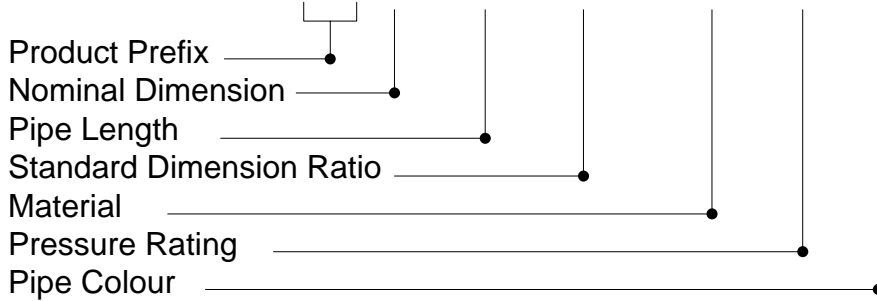 Product Prefix
Nominal Dimension
Pipe Length
Standard Dimension Ratio
Material
Pressure Rating
Pipe Colour